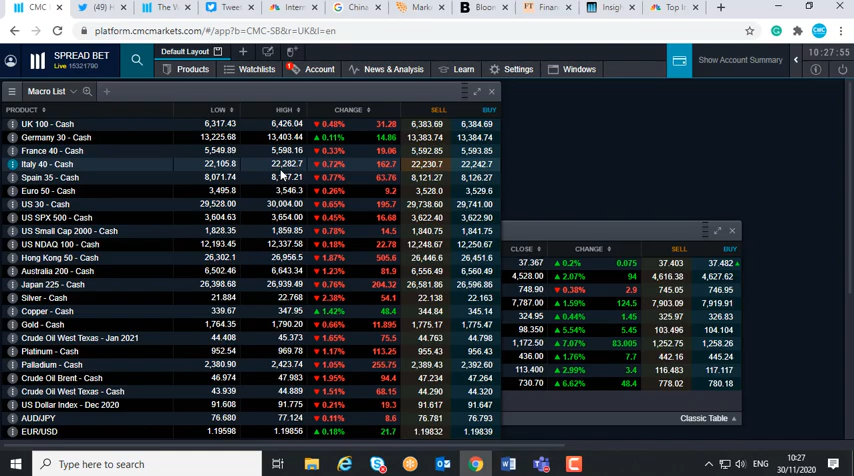 CMC
(49) H
The W
Tweet
Intern
China
Market
Bloom
Financ
Insigh
Top In
platform.cmcmarkets.com/#/app?b=CMC-SB&r=UK&l=en
SPREAD BET
Live 15321790
Default Layout
Products
Watchlists
1
Account
News & Analysis
Learn
Settings
Windows
Show Account Summary
10:27:55
Macro List
PRODUCT LOW HIGH CHANGE SELL BUY
UK 100 - Cash 6,317.43 6,426.04 0.48% 31.28 6,383.69 6,384.69
Germany 30 - Cash 13,225.68 13,403.44 0.11% 14.86 13,383.74 13,384.74
France 40 - Cash 5,549.89 5,598.16 0.33% 19.06 5,592.85 5,593.85
Italy 40 - Cash 22,105.8 22,282.7 0.72% 162.7 22,230.7 22,242.7
Spain 35 - Cash 8,071.74 0.77% 63.76 8,121.27 8,126.27
Euro 50 - Cash 3,495.8 3,546.3 0.26% 9.2 3,528.0 3,529.6
US 30 - Cash 29,528.00 30,004.00 0.65% 195.7 29,738.60 29,741.00
US SPX 500 - Cash 3,604.63 3,654.00 0.45% 16.68 3,622.40 3,622.90
US Small Cap 2000 - Cash 1,828.35 1,859.85 0.78% 14.5 1,840.75 1,841.75
US NDAQ 100 - Cash 12,193.45 12,337.58 0.18% 22.78 12,248.67 12,250.67
Hong Kong 50 - Cash 26,302.1 26,956.5 1.87% 505.6 26,446.6 26,451.6
Australia 200 - Cash 6,502.46 6,643.34 1.23% 81.9 6,556.49 6,560.49
Japan 225 - Cash 26,398.68 26,939.49 0.76% 204.32 26,581.86 26,596.86
Silver - Cash 21.884 22.768 2.38% 54.1 22.138 22.163
Copper - Cash 339.67 347.95 1.42% 48.4 344.84 345.14
Gold - Cash 1,764.35 1,790.20 0.66% 11.895 1,775.17 1,775.47
Crude Oil West Texas - Jan 2021 44.408 45.373 1.65% 75.5 44.763 44.798
Platinum - Cash 952.54 969.78 1.17% 113.25 955.43 956.43
Palladium - Cash 2,380.90 2,423.74 1.05% 255.75 2,389.43 2,392.60
Crude Oil Brent - Cash 46.974 47.983 1.95% 94.4 47.234 47.264
Crude Oil West Texas - Cash 43.939 44.889 1.51% 68.15 44.290 44.320
US Dollar Index - Dec 2020 91.608 91.775 0.21% 19.3 91.617 91.647
AUD/JPY 76.680 77.124 0.11% 8.6 76.781 76.793
EUR/USD 1.19598 1.19856 0.18% 21.7 1.19832 1.19839
CLOSE CHANGE SELL BUY
37.367 0.2% 0.075 37.403 37.482
4,528.00 2.07% 94 4,616.38 4,627.62
748.90 0.38% 2.9 745.05 746.95
7,787.00 1.59% 124.5 7,903.09 7,919.91
324.95 0.44% 1.45 325.97 326.83
98.350 5.54% 5.45 103.496 104.104
1,172.50 7.07% 83.005 1,252.75 1,258.26
436.00 1.76% 7.7 442.16 445.24
113.400 2.99% 3.4 116.483 117.117
730.70 6.62% 48.4 778.02 780.18
Classic Table
Type here to search
ENG
10:27
30/11/2020